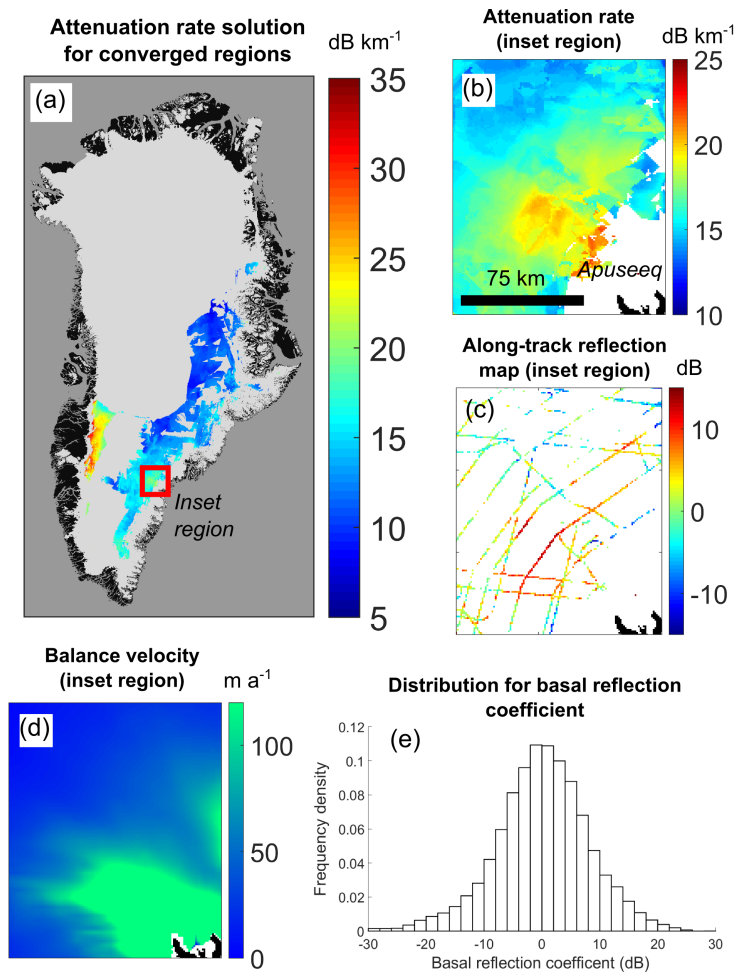 Attenuation rate solution
for converged regions
dB km-1
(a)
35
30
25
20
15
10
5
Inset
region
Attenuation rate
(inset region)
dB km-1
(b)
25
20
15
10
75 km
Apuseeq
Along-track reflection
map (inset region)
dB
(c)
10
0
-10
Balance velocity
(inset region)
m a-1
(d)
100
50
0
Distribution for basal reflection
coefficient
(e)
0.12
0.1
0.08
0.06
0.04
0.02
0
Frequency density
-30 -20 -10 0 10 20 30
Basal reflection coefficent (dB)